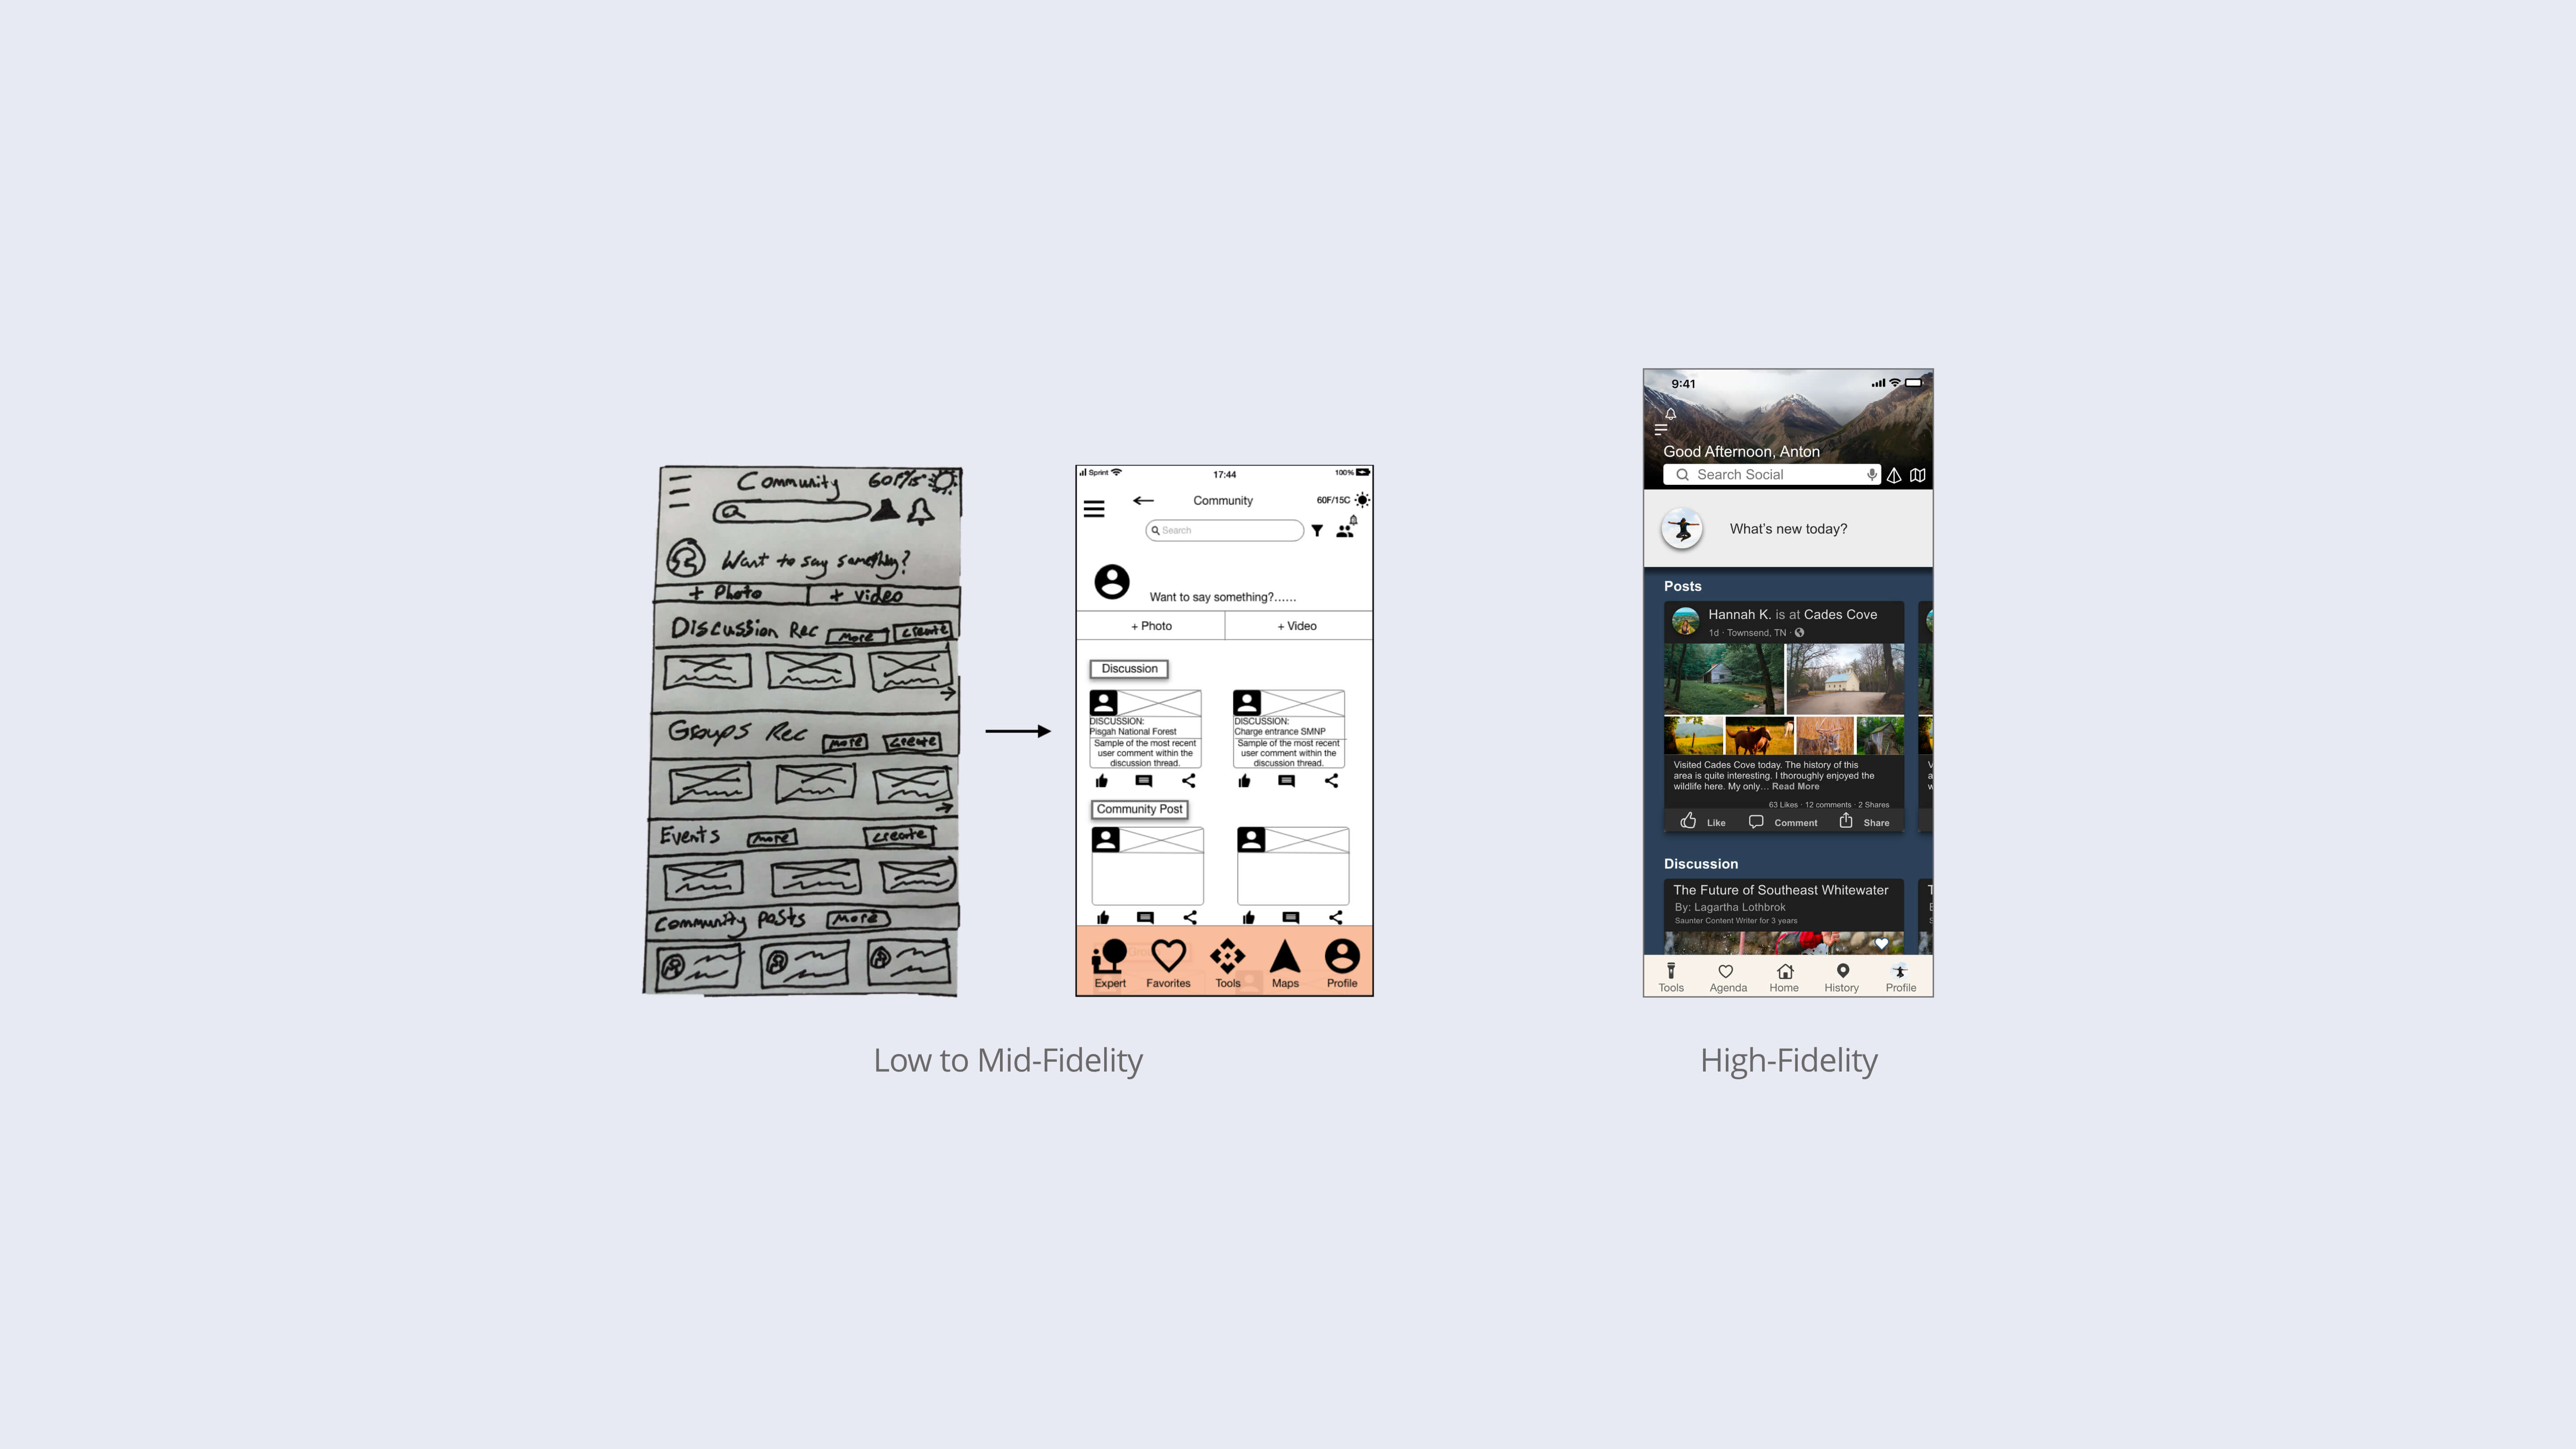 Community 60F/15°
Want to say something?
+ Photo + Video
Discussion Rec More Create
Groups Rec More Create
Events More Create
Community Posts More
Sprint 17:44 100%
Community 60F/15C
Search
Want to say something?......
+ Photo + Video
Discussion
DISCUSSION:
Pisgah National Forest
Sample of the most recent
user comment within the
discussion thread.
DISCUSSION:
Charge entrance SMNP
Sample of the most recent
user comment within the
discussion thread.
Community Post
Expert Favorites Tools Maps Profile
Low to Mid-Fidelity
9:41
Good Afternoon, Anton
Search Social
What's new today?
Posts
Hannah K. is at Cades Cove
1d · Townsend, TN ·
Visited Cades Cove today. The history of this
area is quite interesting. I thoroughly enjoyed the
wildlife here. My only... Read More
63 Likes · 12 comments · 2 Shares
Like Comment Share
Discussion
The Future of Southeast Whitewater
By: Lagartha Lothbrok
Saunter Content Writer for 3 years
Tools Agenda Home History Profile
High-Fidelity